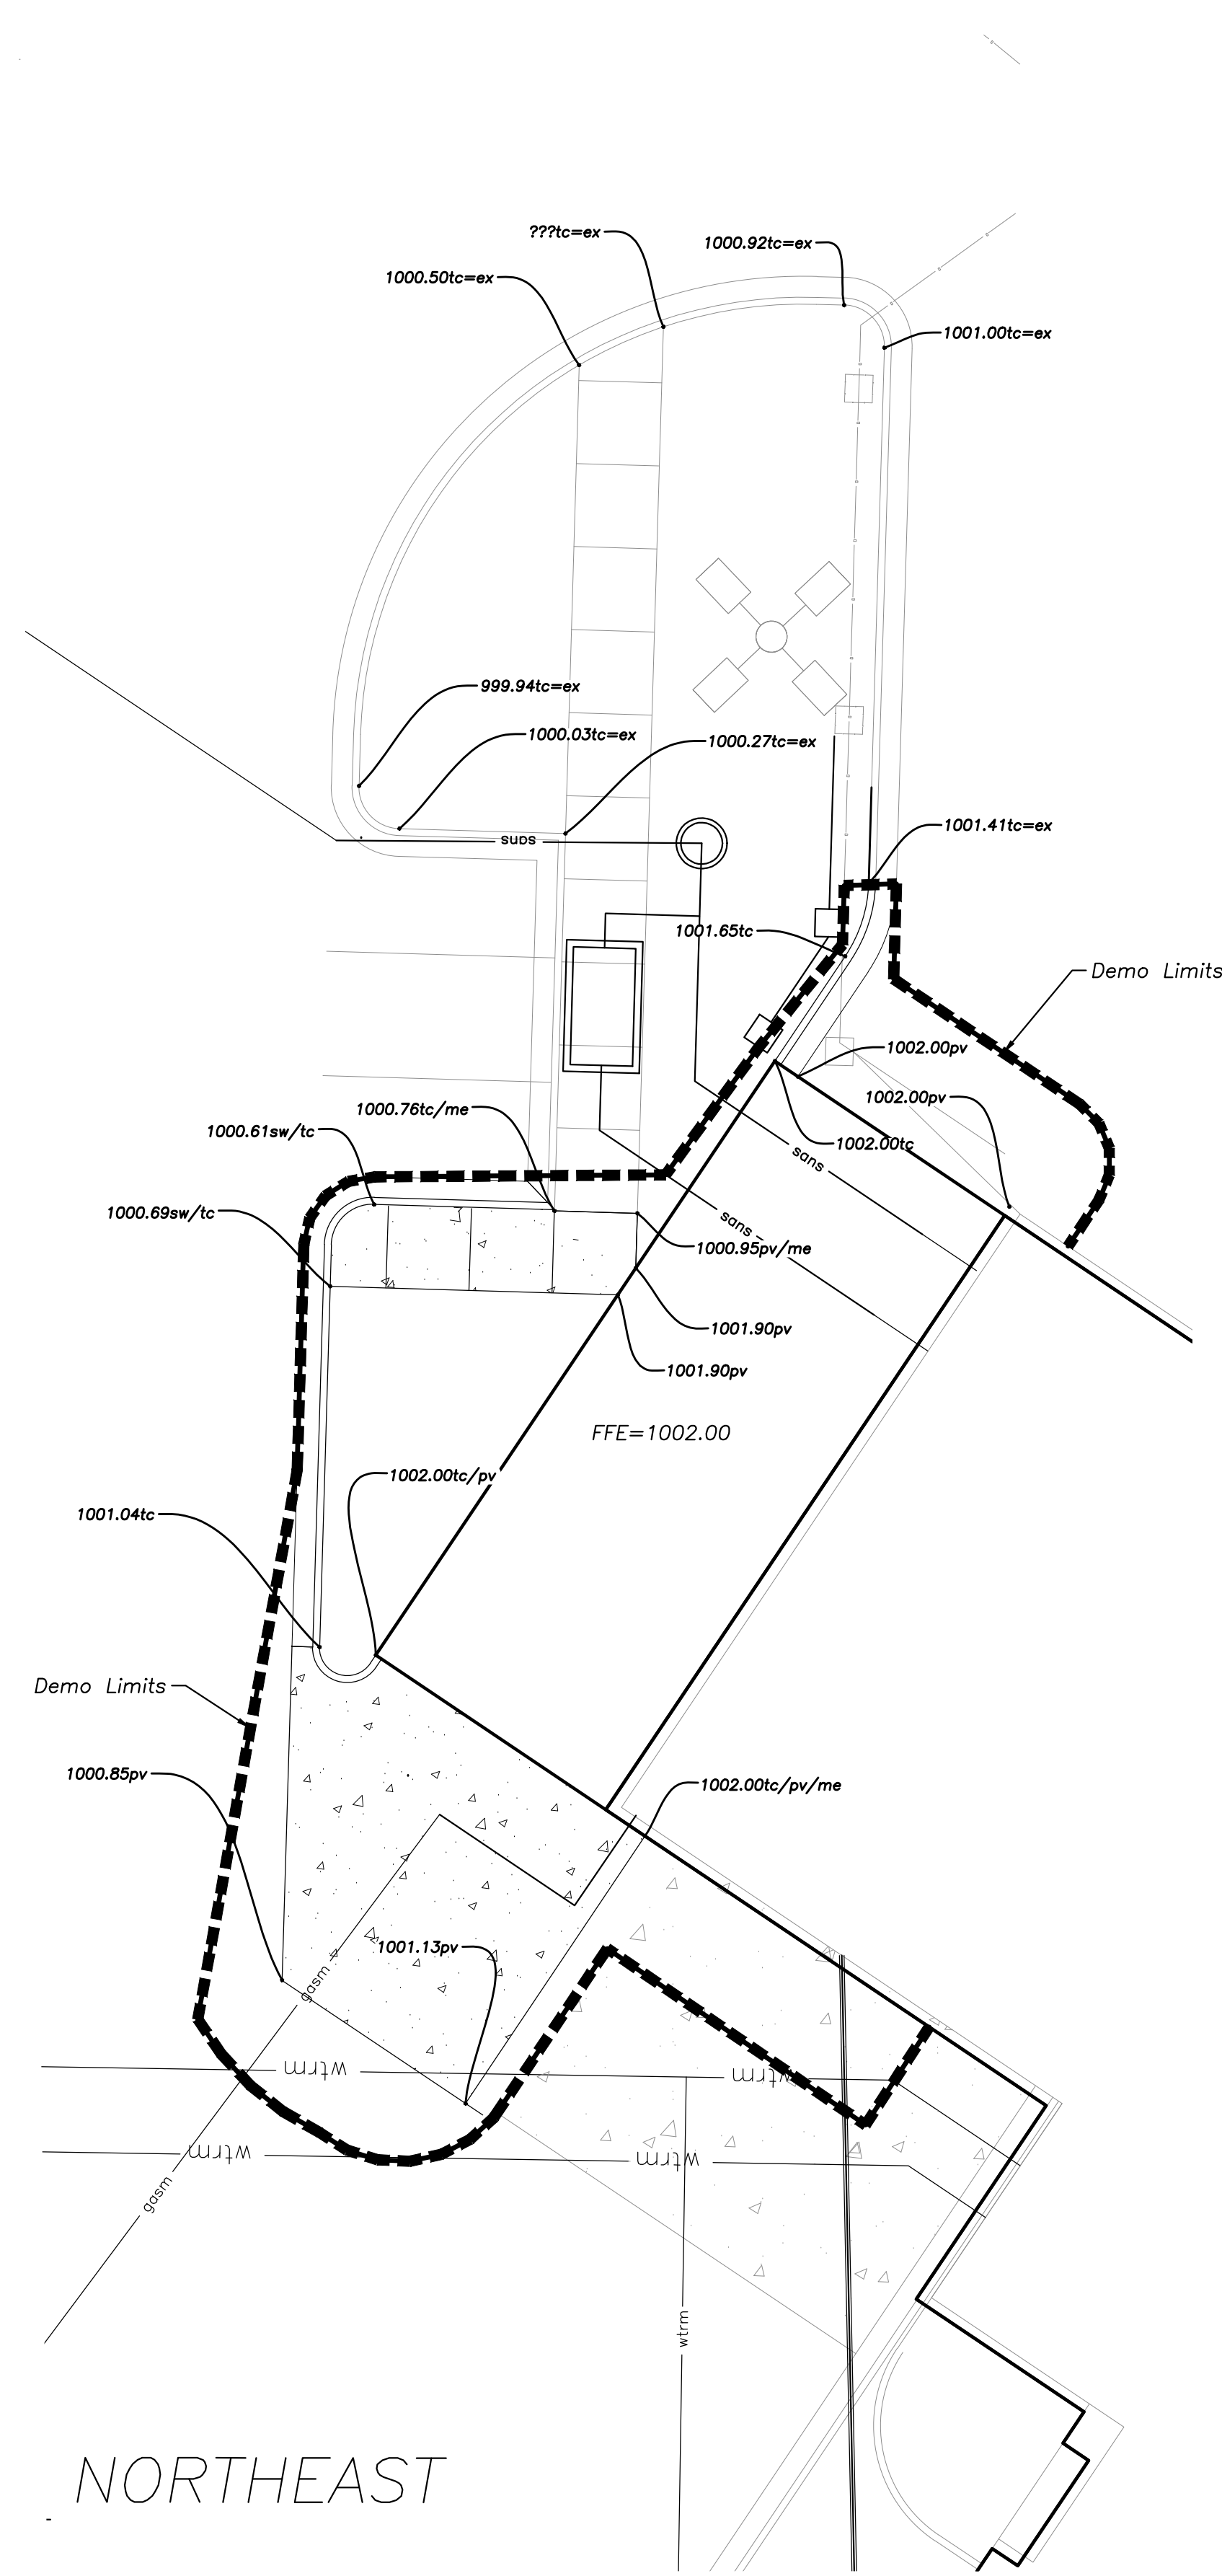 ???tc=ex
1000.92tc=ex
1000.50tc=ex
1001.00tc=ex
999.94tc=ex
1000.03tc=ex
1000.27tc=ex
1001.41tc=ex
sans
1001.65tc
Demo Limits
1002.00pv
1002.00pv
1000.76tc/me
1000.61sw/tc
1002.00tc
sans
1000.69sw/tc
sans
1000.95pv/me
1001.90pv
1001.90pv
FFE=1002.00
1002.00tc/pv
1001.04tc
Demo Limits
1000.85pv
1002.00tc/pv/me
1001.13pv
gasm
wtrm
wtrm
wtrm
wtrm
gasm
wtrm
NORTHEAST